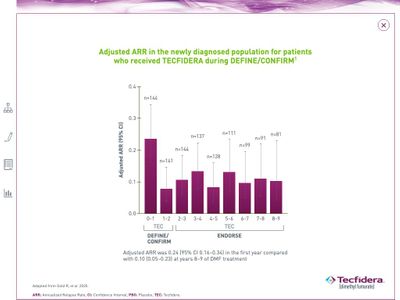 Adjusted ARR in the newly diagnosed population for patients
who received TECFIDERA during DEFINE/CONFIRM¹
Adjusted ARR (95% CI)
0.4
0.3
0.2
0.1
0.0
n=144
n=141
n=144
n=137
n=128
n=111
n=99
n=91
n=81
0-1 1-2 2-3 3-4 4-5 5-6 6-7 7-8 8-9
TEC TEC
DEFINE/
CONFIRM
ENDORSE
Adjusted ARR was 0.24 (95% CI 0.16–0.34) in the first year compared
with 0.10 (0.05–0.23) at years 8–9 of DMF treatment
Adapted from Gold R, et al 2020.
ARR: Annualised Relapse Rate; CI: Confidence Interval; PBO: Placebo; TEC: Tecfidera.
Tecfidera
(dimethyl fumarate)